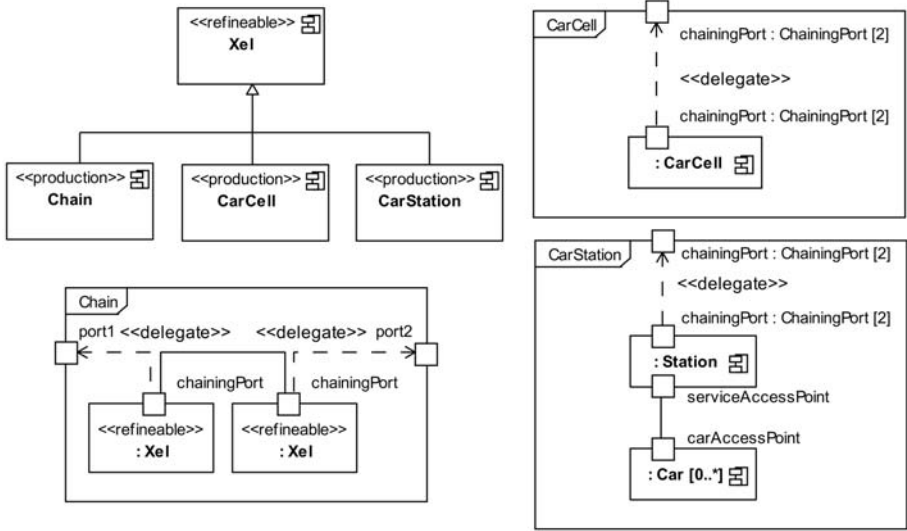 <<refineable>>
Xel
<<production>>
Chain
<<production>>
CarCell
<<production>>
CarStation
Chain
port1 <<delegate>> <<delegate>> port2
chainingPort chainingPort
<<refineable>>
: Xel
<<refineable>>
: Xel
CarCell
chainingPort : ChainingPort [2]
<<delegate>>
chainingPort : ChainingPort [2]
: CarCell
CarStation
chainingPort : ChainingPort [2]
<<delegate>>
chainingPort : ChainingPort [2]
: Station
serviceAccessPoint
carAccessPoint
: Car [0..*]